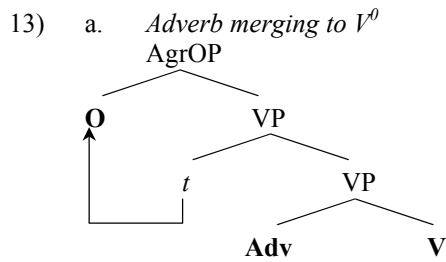 13) a. Adverb merging to V⁰
AgrOP
O VP
t VP
Adv V